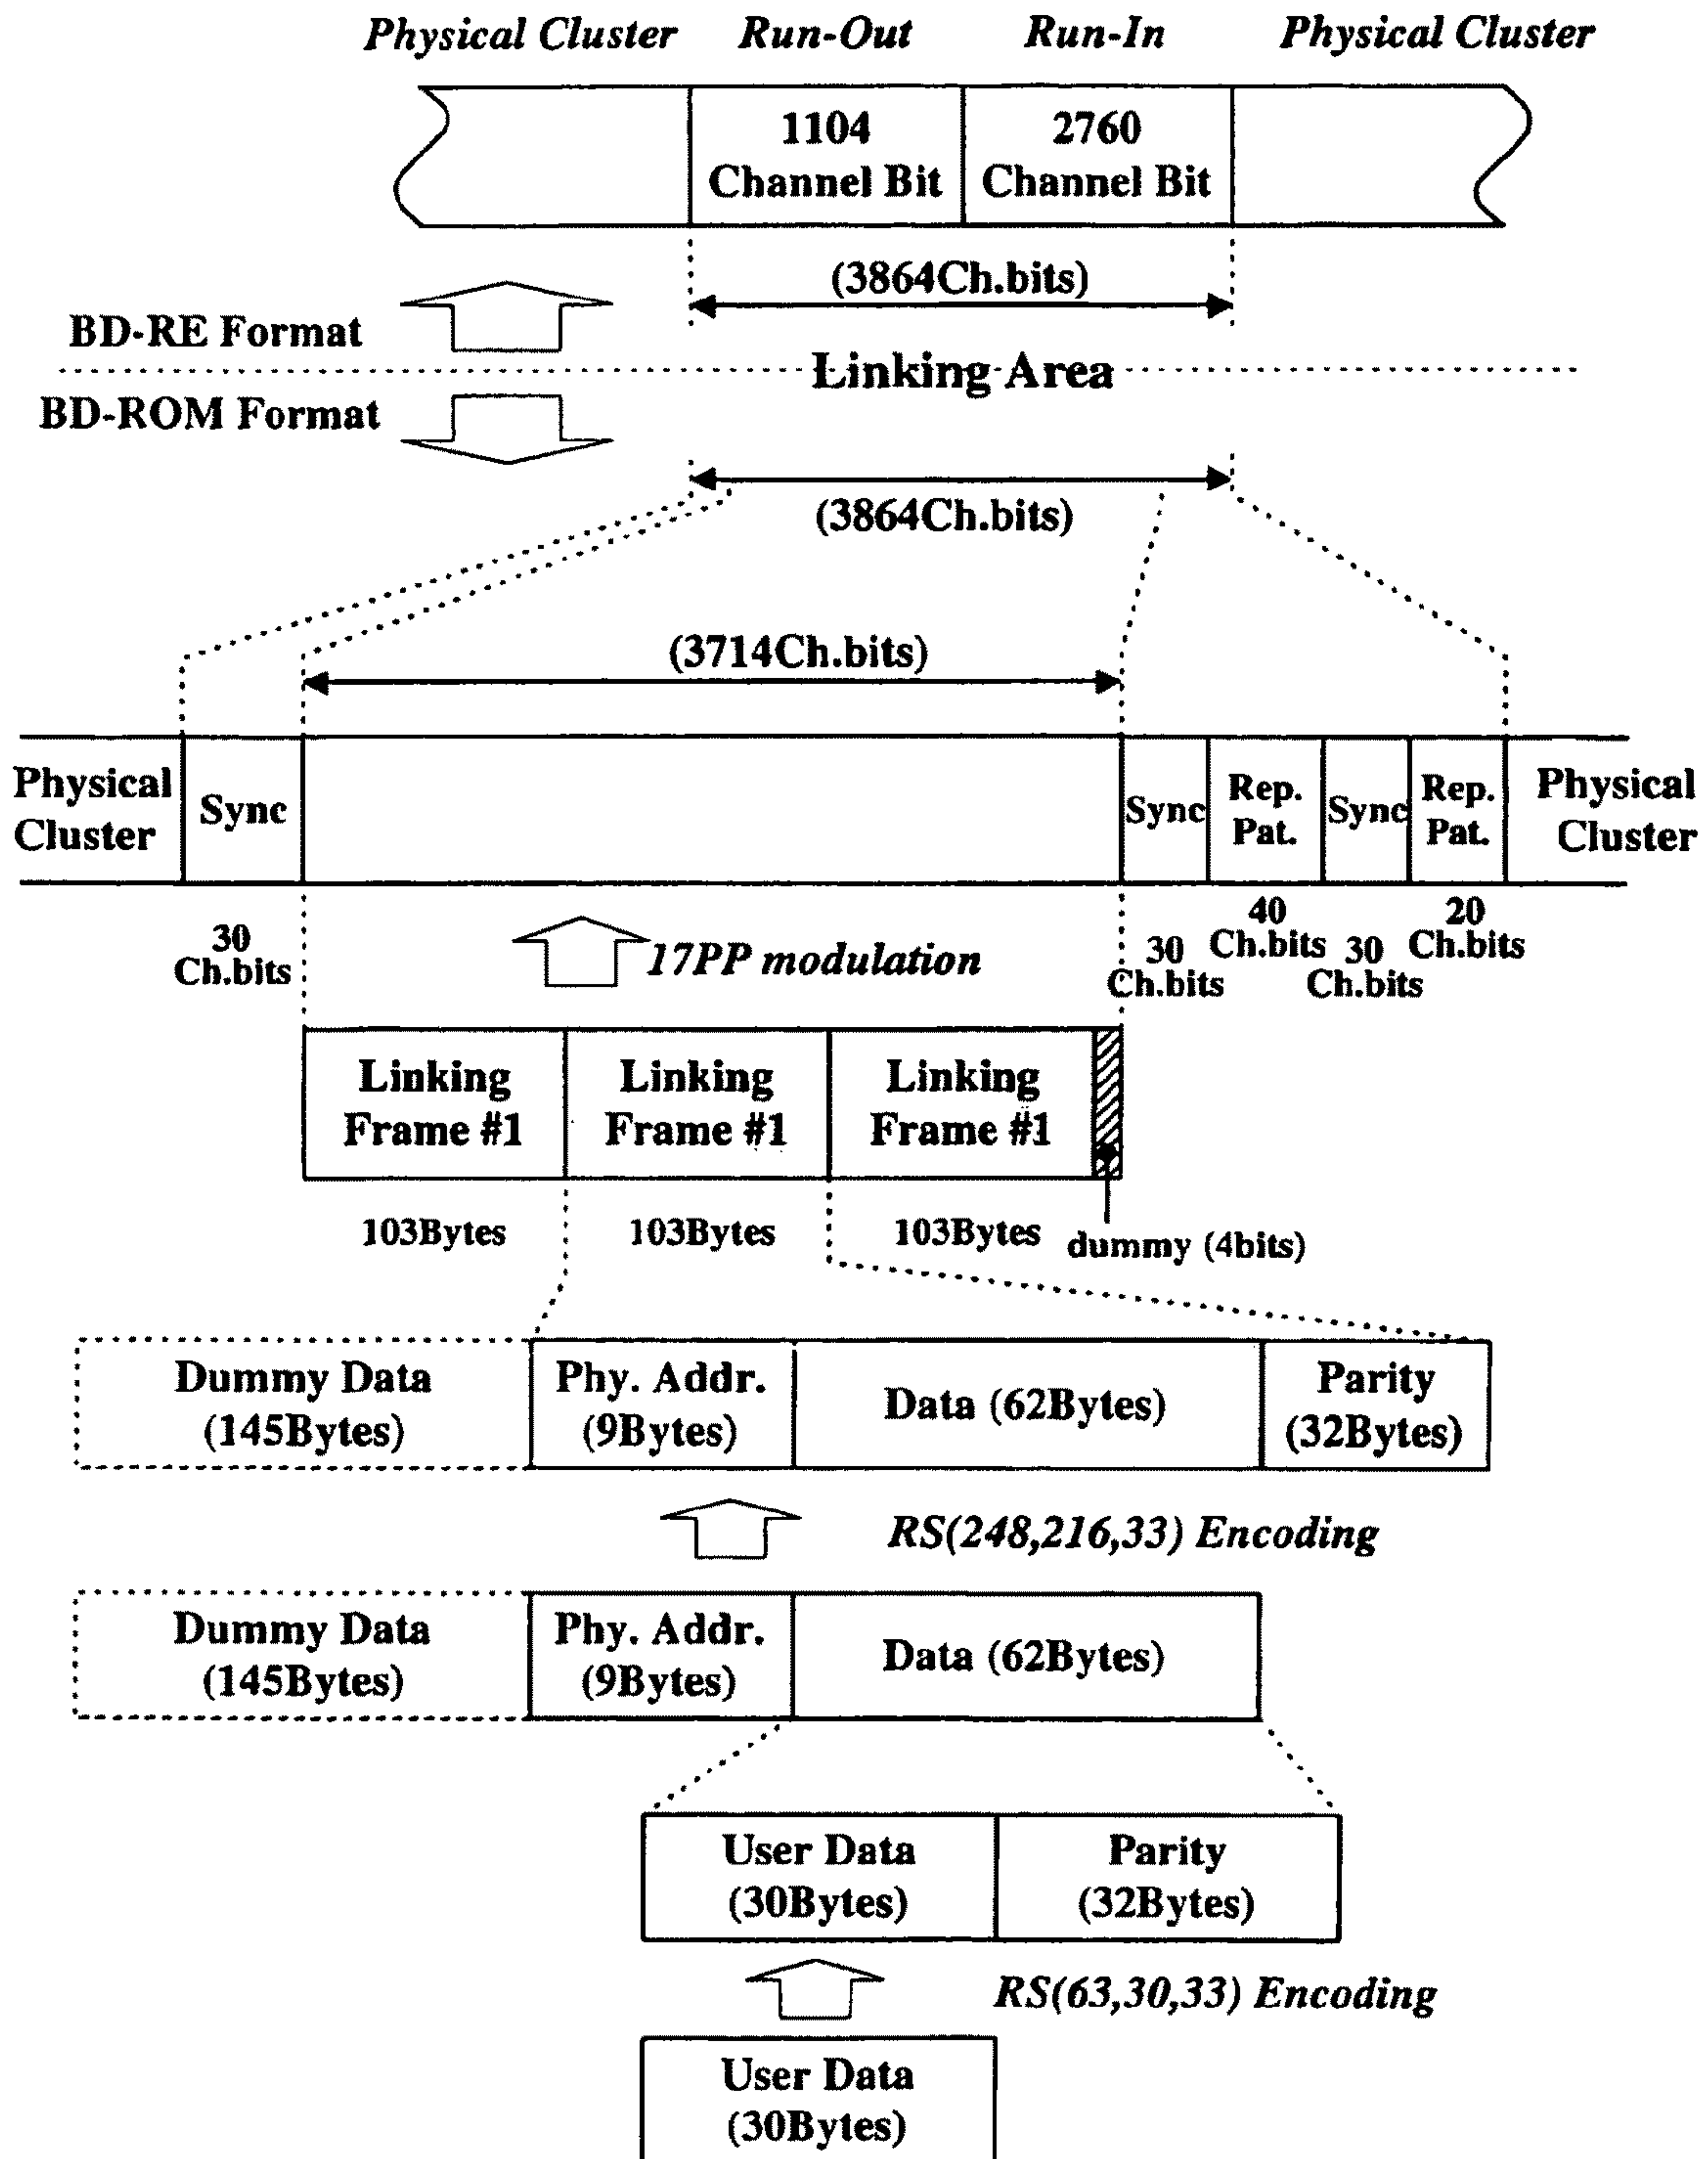 Physical Cluster Run-Out Run-In Physical Cluster
1104 2760
Channel Bit Channel Bit
(3864Ch.bits)
BD-RE Format
Linking Area
BD-ROM Format
(3864Ch.bits)
(3714Ch.bits)
Physical
Cluster
Sync
Sync
Rep.
Pat.
Sync
Rep.
Pat.
Physical
Cluster
30
Ch.bits
17PP modulation
30
Ch.bits
40
Ch.bits
30
Ch.bits
20
Ch.bits
Linking
Frame #1
Linking
Frame #1
Linking
Frame #1
103Bytes 103Bytes 103Bytes dummy (4bits)
Dummy Data
(145Bytes)
Phy. Addr.
(9Bytes)
Data (62Bytes)
Parity
(32Bytes)
RS(248,216,33) Encoding
Dummy Data
(145Bytes)
Phy. Addr.
(9Bytes)
Data (62Bytes)
User Data
(30Bytes)
Parity
(32Bytes)
RS(63,30,33) Encoding
User Data
(30Bytes)